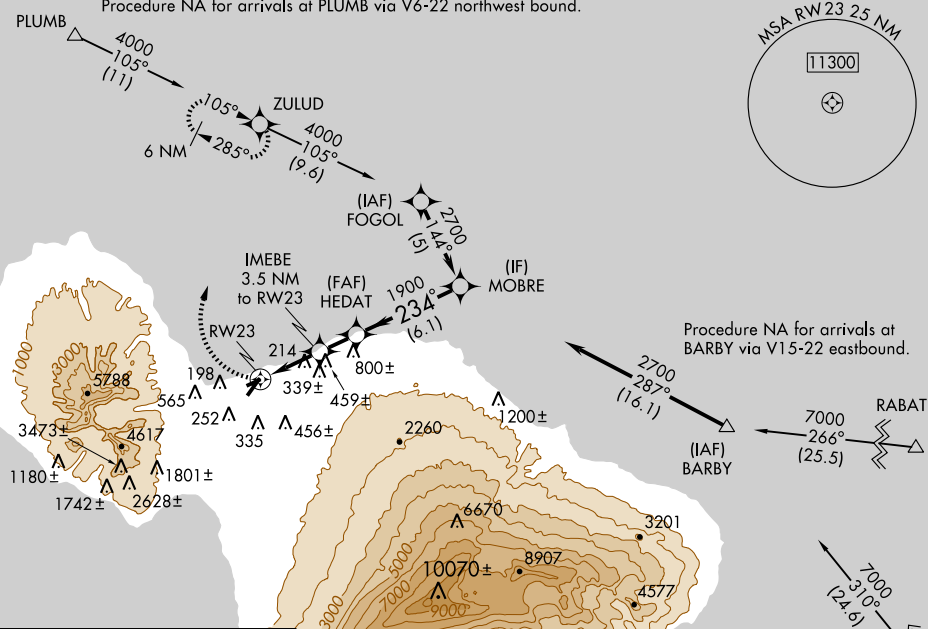 Procedure NA for arrivals at PLUMB via V6-22 northwest bound.
PLUMB
4000
105°
(11)
105°
ZULUD
285°
6 NM
4000
105°
(9.6)
MSA RW23 25 NM
11300
(IAF)
FOGOL
2700
144°
(5)
(IF)
MOBRE
IMEBE
3.5 NM
to RW23
(FAF)
HEDAT
1900
234°
(6.1)
RW23
Procedure NA for arrivals at
BARBY via V15-22 eastbound.
2700
287°
(16.1)
(IAF)
BARBY
7000
266°
(25.5)
RABAT
214
339±
459±
800±
198
565
252
335
456±
1200±
5788
3473±
4617
1180±
1801±
1742±
2628±
2260
6670
3201
8907
10070±
4577
1000
3000
5000
7000
9000
3000
7000
310°
(24.6)